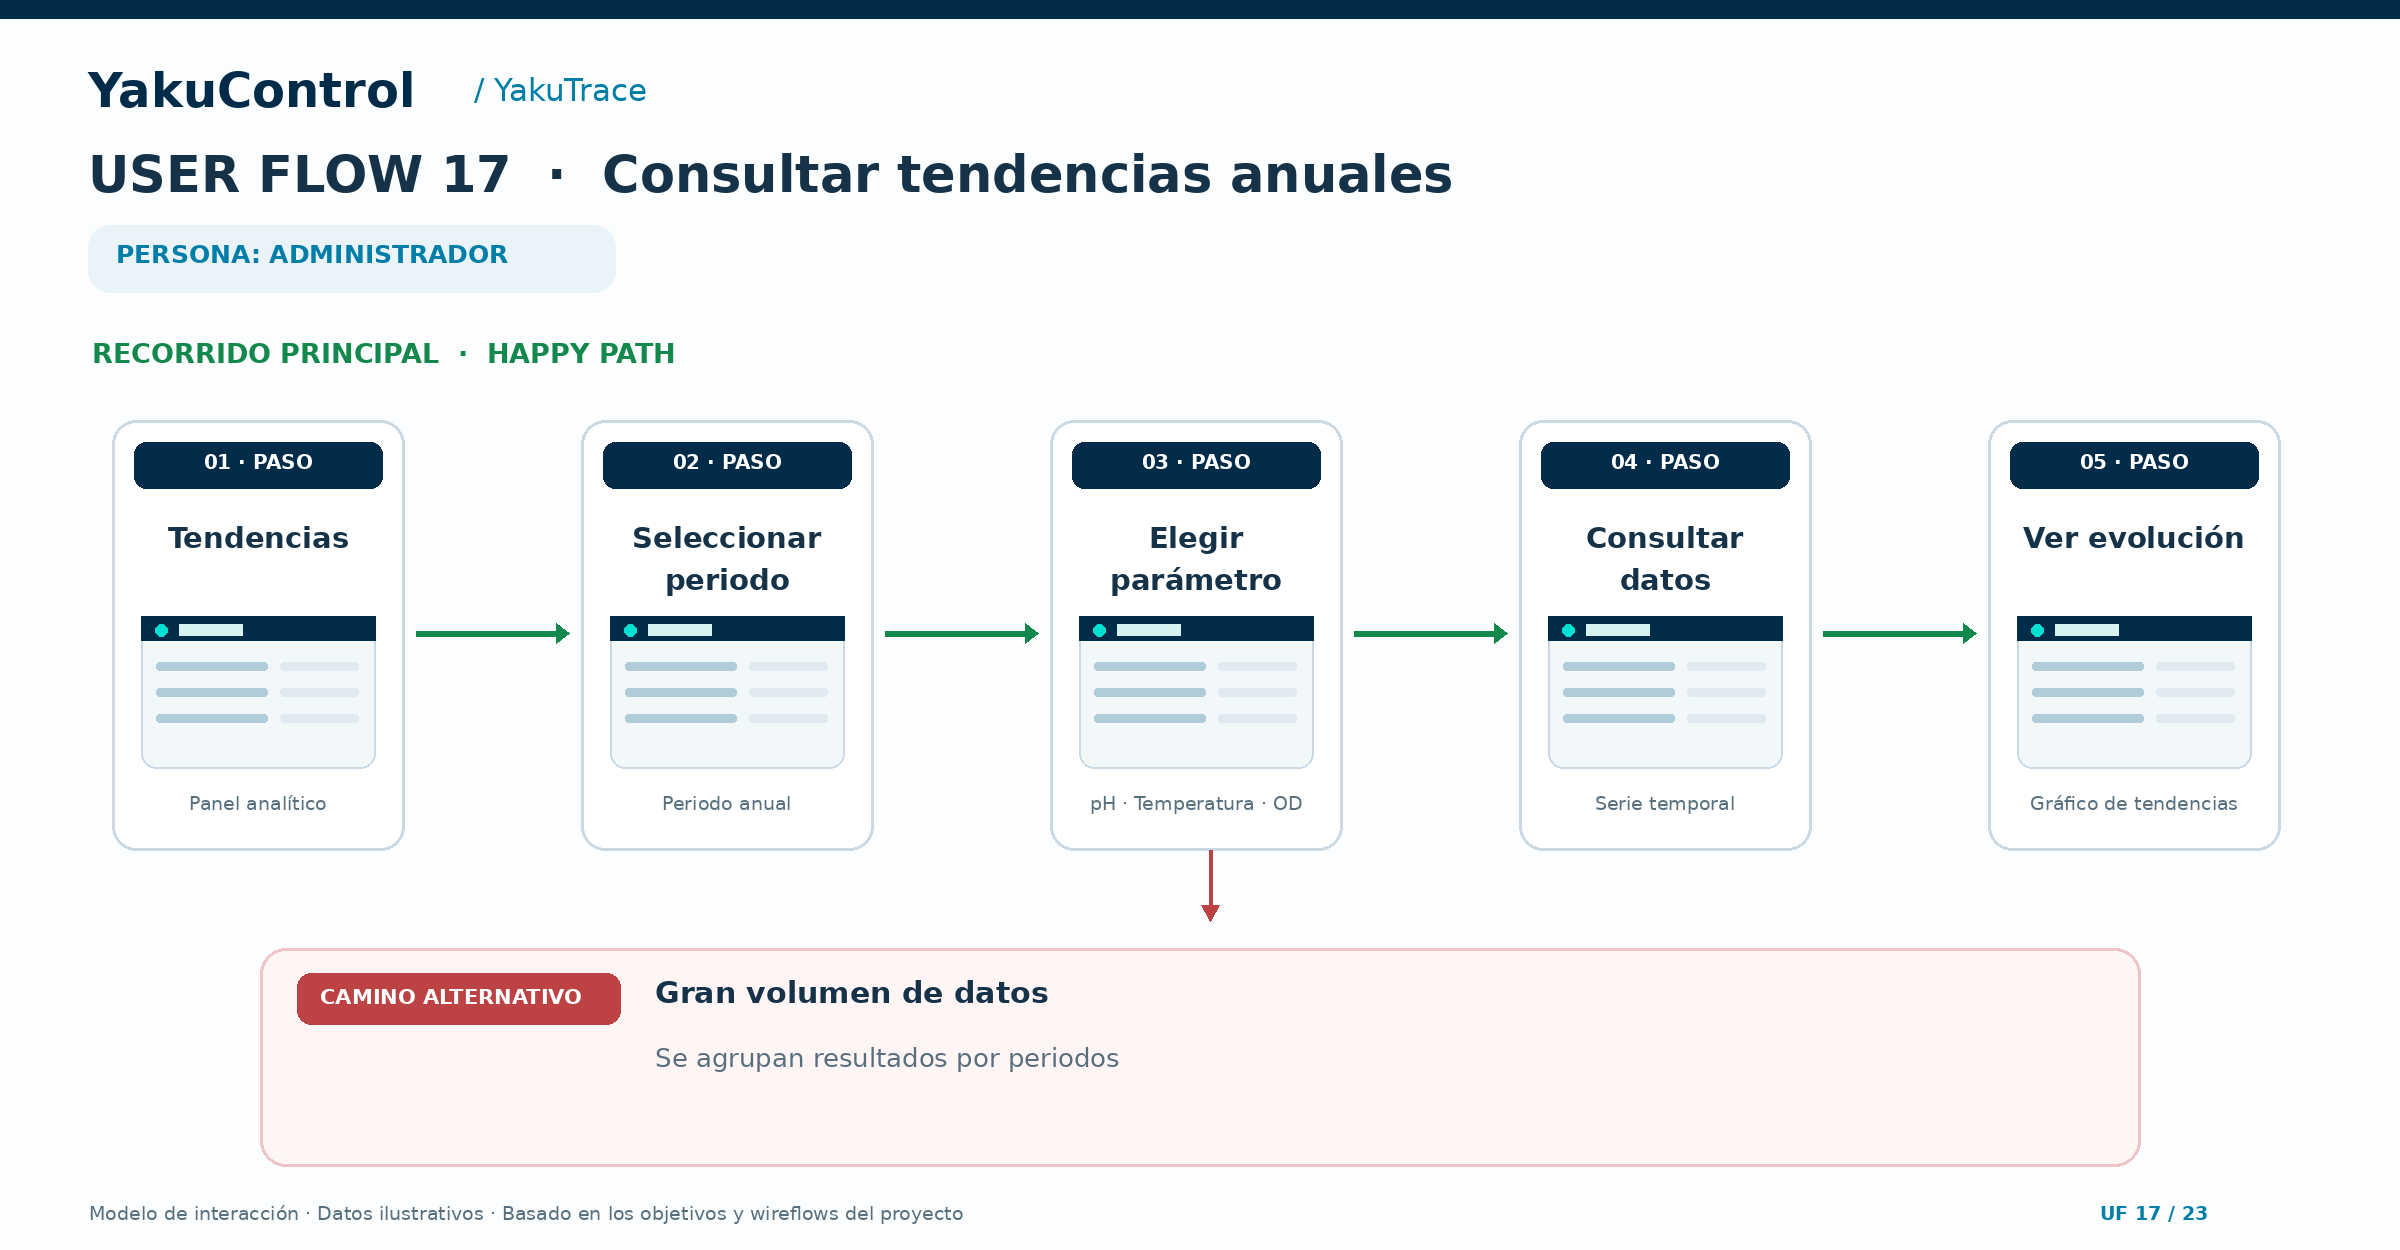 YakuControl / YakuTrace
USER FLOW 17 · Consultar tendencias anuales
PERSONA: ADMINISTRADOR
RECORRIDO PRINCIPAL · HAPPY PATH
01 · PASO
Tendencias
Panel analítico
02 · PASO
Seleccionar
periodo
Periodo anual
03 · PASO
Elegir
parámetro
pH · Temperatura · OD
04 · PASO
Consultar
datos
Serie temporal
05 · PASO
Ver evolución
Gráfico de tendencias
CAMINO ALTERNATIVO
Gran volumen de datos
Se agrupan resultados por periodos
Modelo de interacción · Datos ilustrativos · Basado en los objetivos y wireflows del proyecto
UF 17 / 23